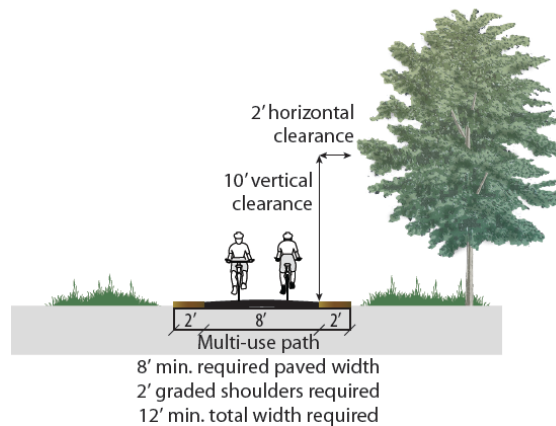 2’ horizontal
clearance
10’ vertical
clearance
2’ 8’ 2’
Multi-use path
8’ min. required paved width
2’ graded shoulders required
12’ min. total width required